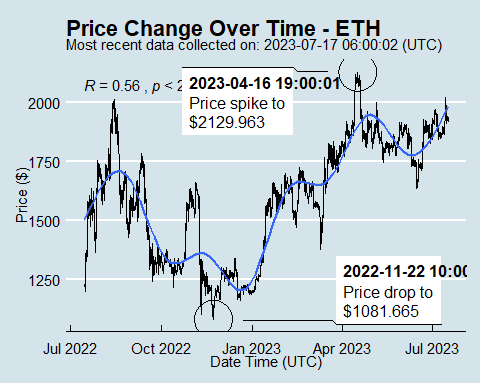 Price Change Over Time - ETH
Most recent data collected on: 2023-07-17 06:00:02 (UTC)
R = 0.56 , p < 2
2023-04-16 19:00:01
Price spike to
$2129.963
2000
1750
1500
1250
Price ($)
2022-11-22 10:00
Price drop to
$1081.665
Jul 2022
Oct 2022
Jan 2023
Apr 2023
Jul 2023
Date Time (UTC)